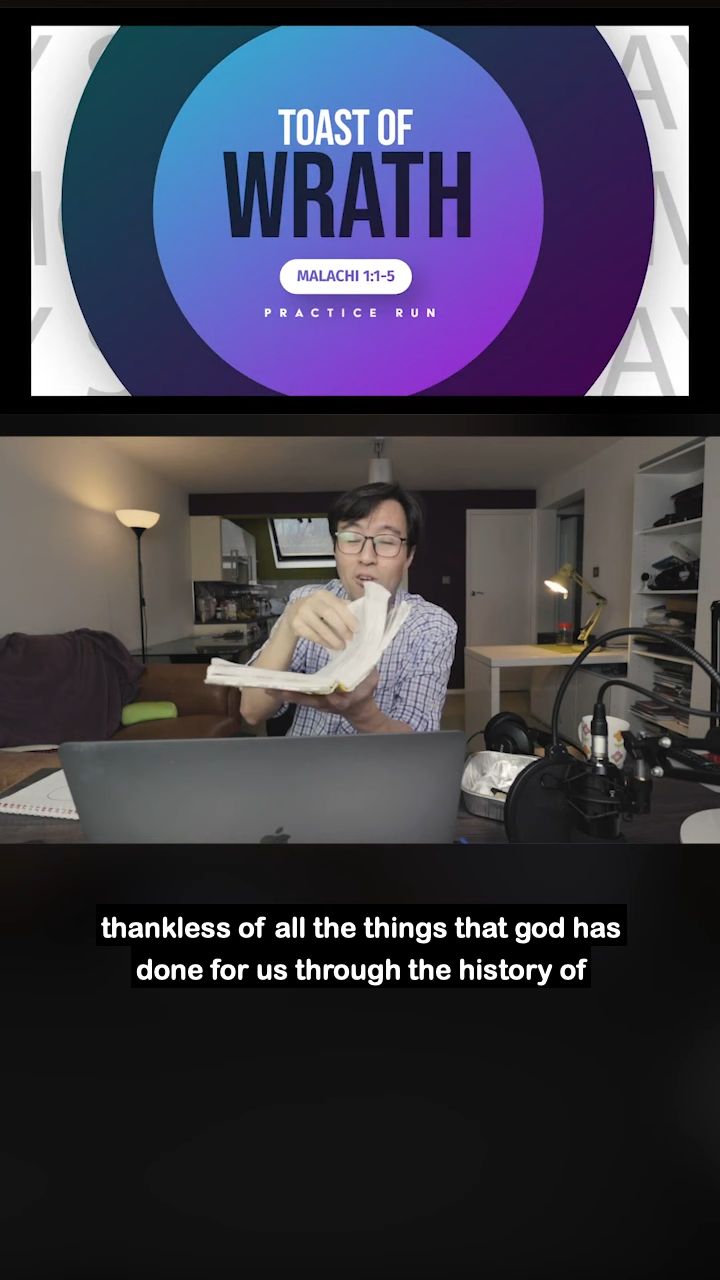 TOAST OF
WRATH
MALACHI 1:1-5
PRACTICE RUN
thankless of all the things that god has
done for us through the history of